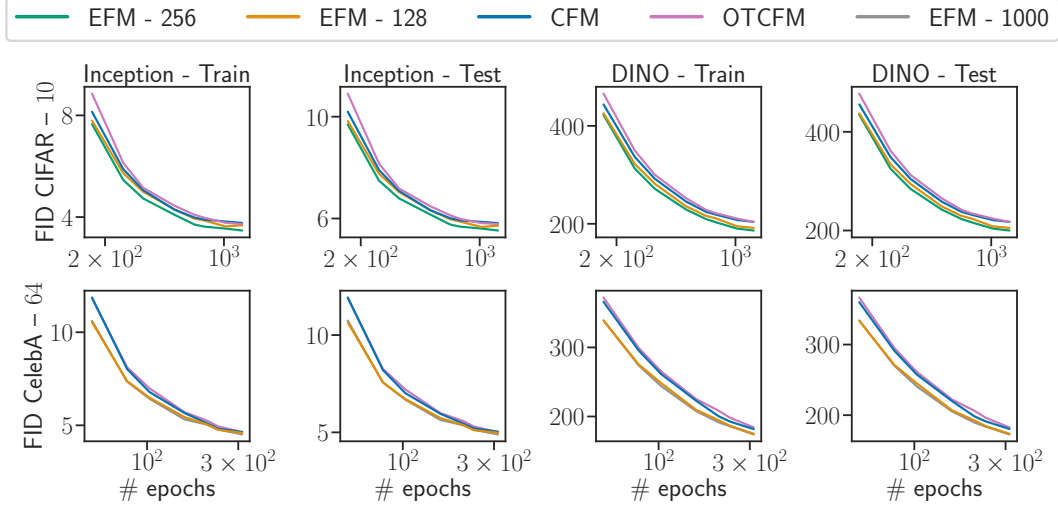 EFM - 256 EFM - 128 CFM OTCFM EFM - 1000
Inception - Train Inception - Test DINO - Train DINO - Test
FID CIFAR − 10
8
4
2 × 10² 10³
10
6
2 × 10² 10³
400
200
2 × 10² 10³
400
200
2 × 10² 10³
FID CelebA − 64
10
5
10² 3 × 10²
# epochs
10
5
10² 3 × 10²
# epochs
300
200
10² 3 × 10²
# epochs
300
200
10² 3 × 10²
# epochs